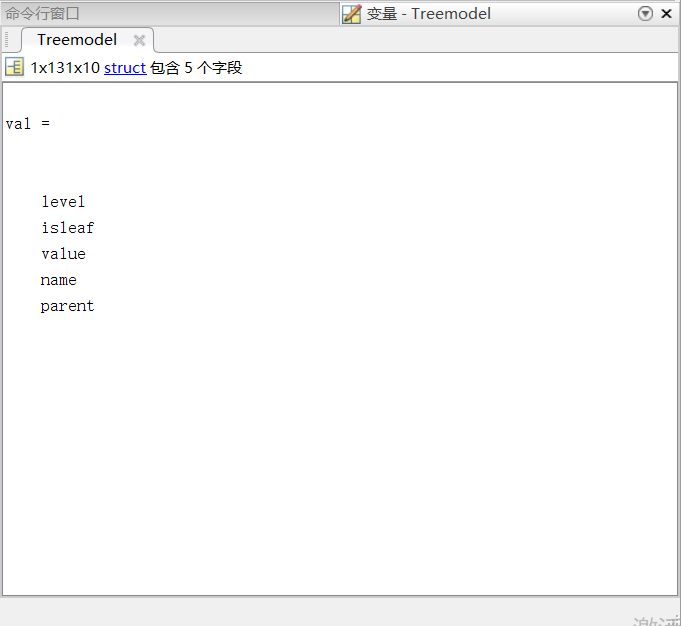 命令行窗口
变量 - Treemodel
Treemodel
1x131x10 struct 包含 5 个字段
val =
level
isleaf
value
name
parent